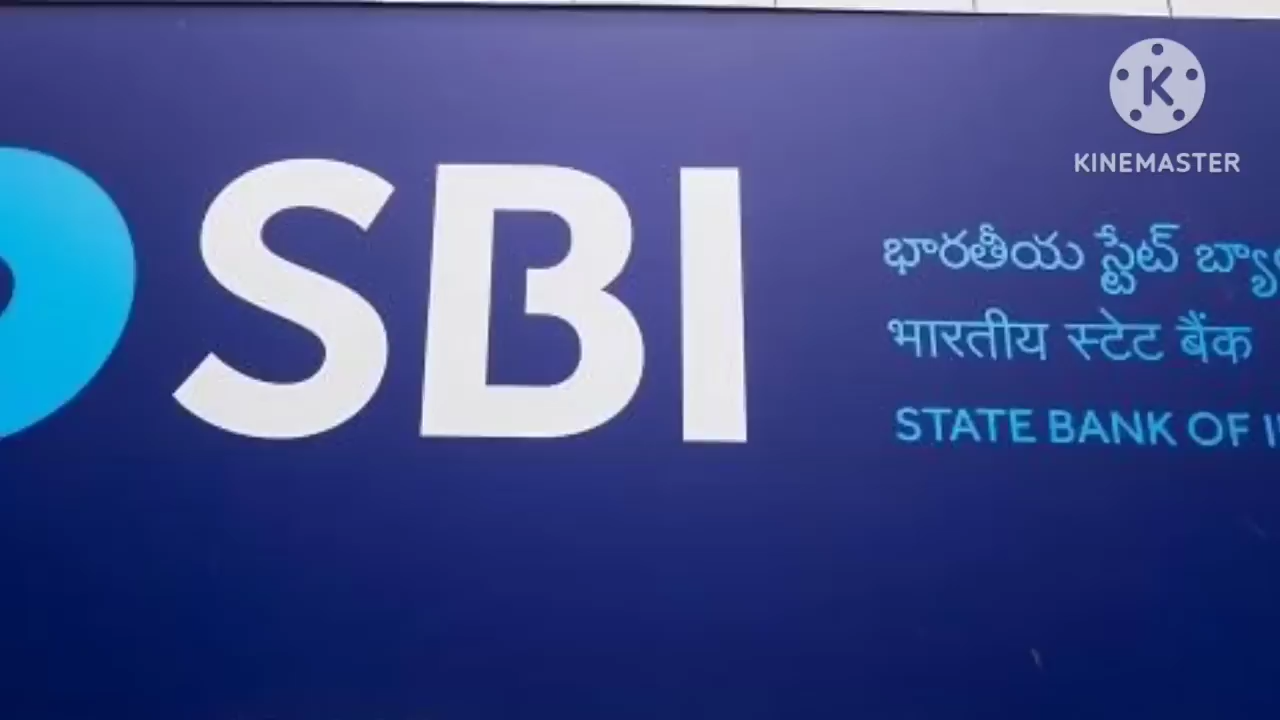 KINEMASTER
SBI
భారతీయ స్టేట్
भारतीय स्टेट बैंक
STATE BANK OF